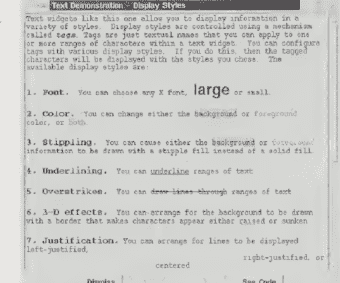 Text Demonstration - Display Styles
Text widgets like this one allow you to display information in a
variety of styles. Display styles are controlled using a mechanism
called tags. Tags are just textual names that you can apply to one
or more ranges of characters within a text widget. You can configure
tags with various display styles. If you do this, then the tagged
characters will be displayed with the styles you chose. The
available display styles are:
1. Font. You can choose any X font, large or small.
2. Color. You can change either the background or foreground
color, or both.
3. Stippling. You can cause either the background or foreground
information to be drawn with a stipple fill instead of a solid fill.
4. Underlining. You can underline ranges of text
5. Overstrikes. You can draw lines through ranges of text
6. 3-D effects. You can arrange for the background to be drawn
with a border that makes characters appear either raised or sunken
7. Justification. You can arrange for lines to be displayed
left-justified,
right-justified, or
centered
Dismiss See Code